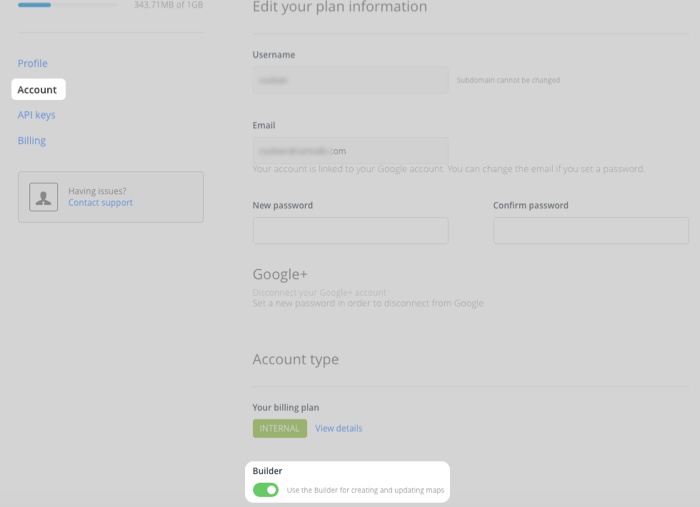 343.71MB of 1GB
Edit your plan information
Profile
Account
API keys
Billing
Having issues?
Contact support
Username
Subdomain cannot be changed
Email
.com
Your account is linked to your Google account. You can change the email if you set a password.
New password
Confirm password
Google+
Disconnect your Google+ account
Set a new password in order to disconnect from Google.
Account type
Your billing plan
INTERNAL
View details
Builder
Use the Builder for creating and updating maps